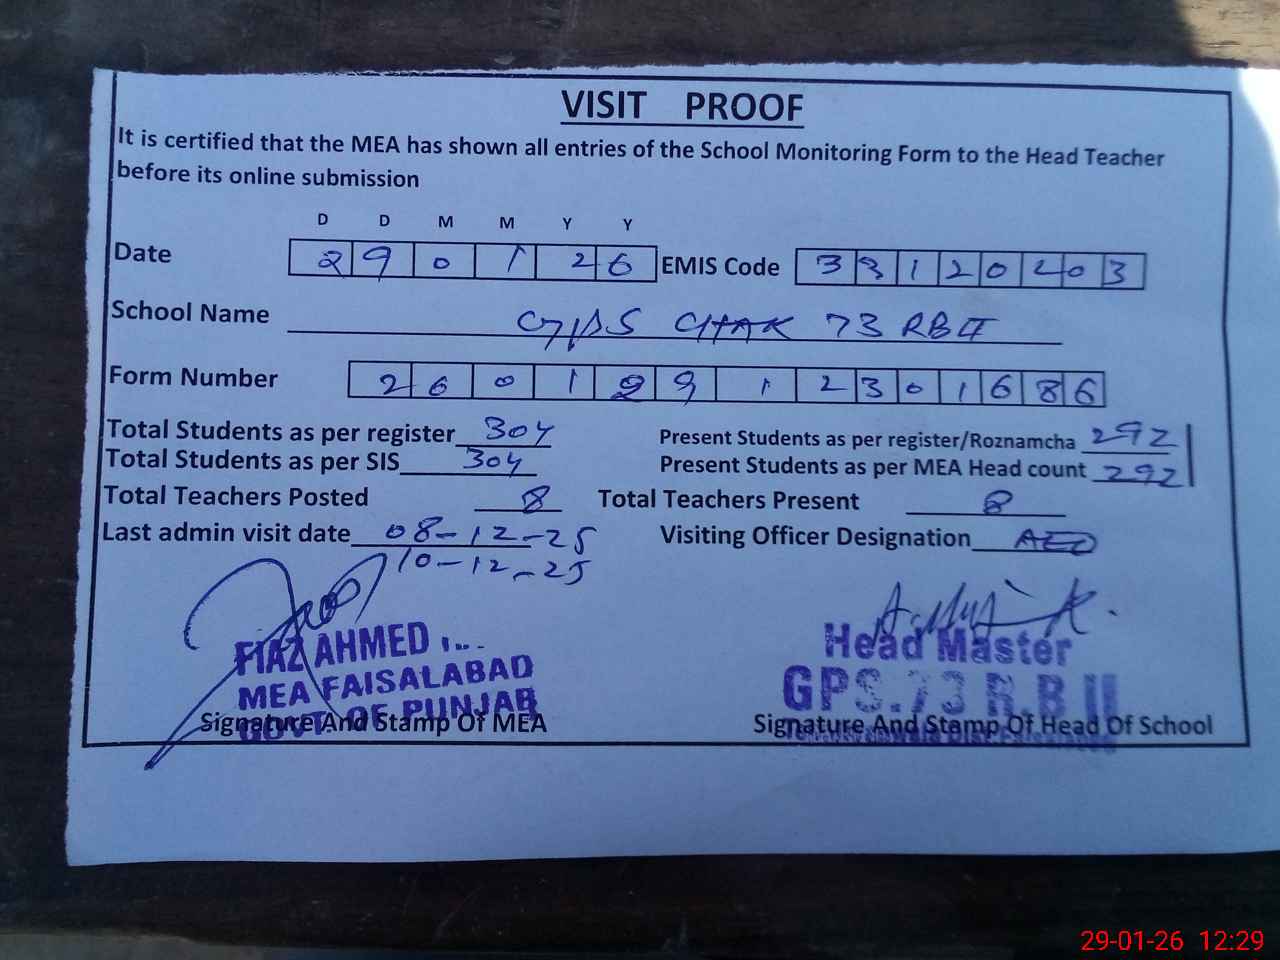 VISIT PROOF
It is certified that the MEA has shown all entries of the School Monitoring Form to the Head Teacher
before its online submission
D D M M Y Y
Date 2 9 0 1 2 6 EMIS Code 3 3 1 2 0 2 0 3
School Name GPS CHAK 73 RB II
Form Number 2 6 0 1 2 9 1 2 3 0 1 6 8 6
Total Students as per register 304 Present Students as per register/Roznamcha 292
Total Students as per SIS 304 Present Students as per MEA Head count 292
Total Teachers Posted 8 Total Teachers Present 8
Last admin visit date 08-12-25 Visiting Officer Designation AEO
10-12-25
FIAZ AHMED
MEA FAISALABAD
GOVT. OF PUNJAB
Signature And Stamp Of MEA
Head Master
GPS.73 R.B II
Signature And Stamp Of Head Of School
29-01-26 12:29